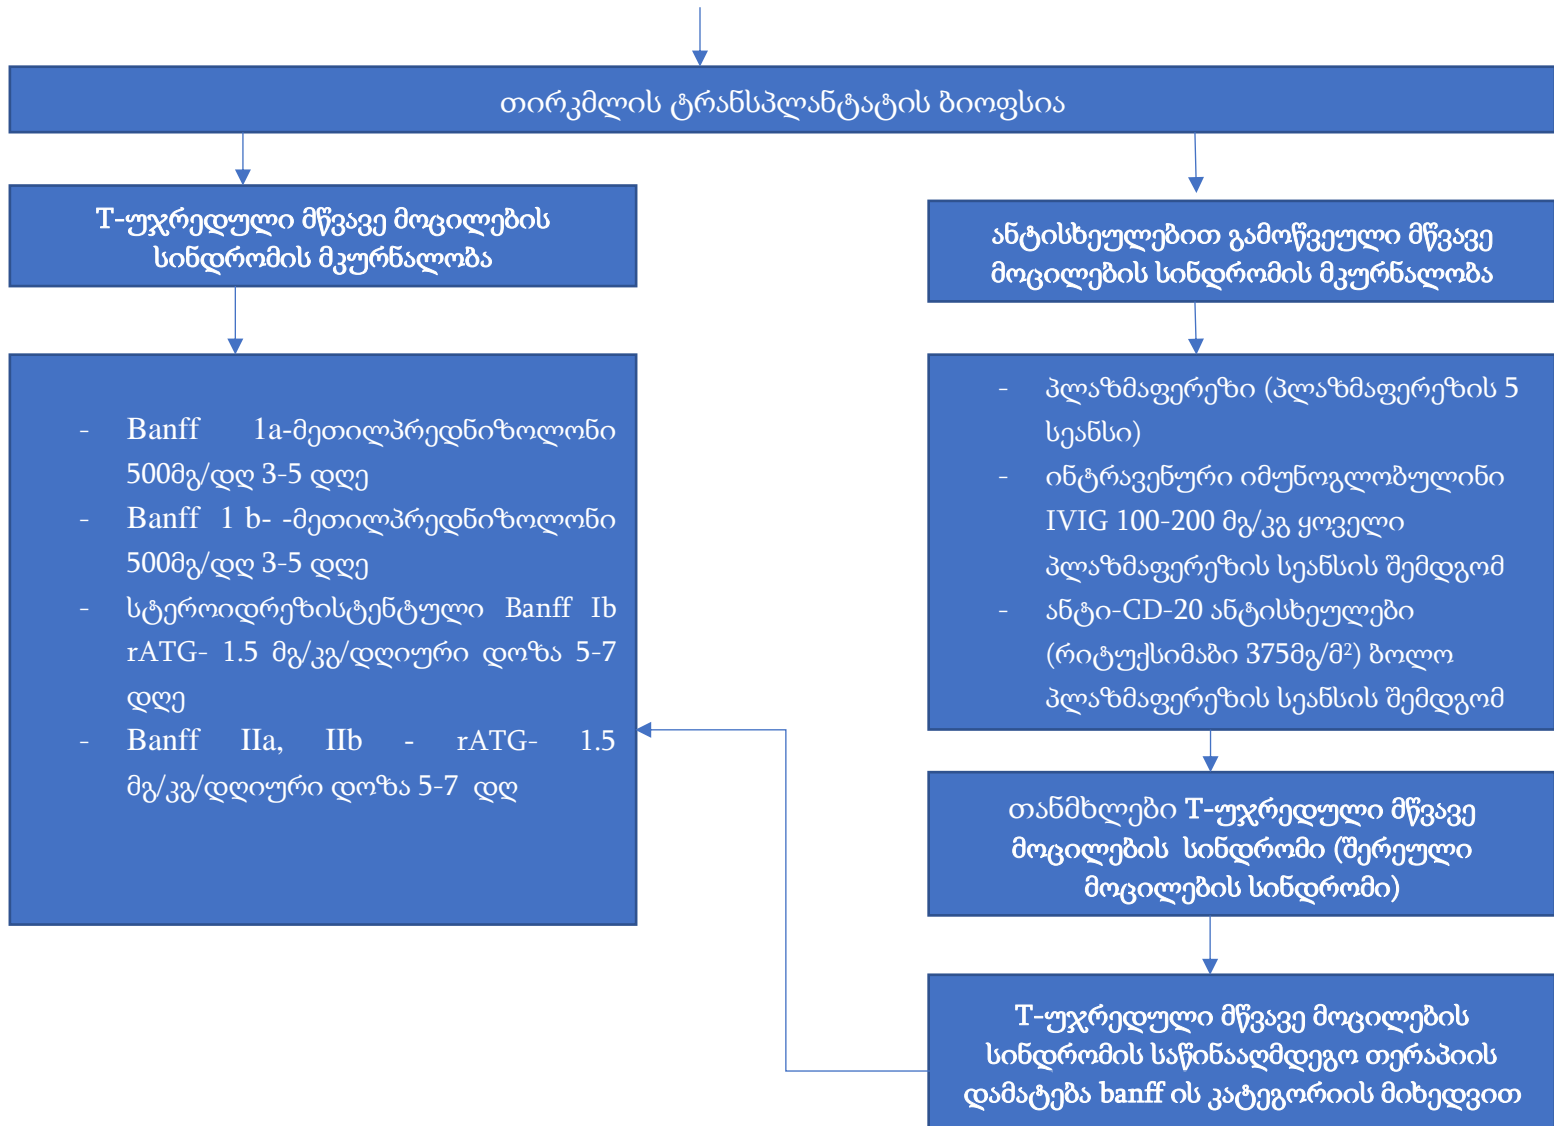 თირკმლის ტრანსპლანტატის ბიოფსია
T-უჯრედული მწვავე მოცილების
სინდრომის მკურნალობა
- Banff 1a-მეთილპრედნიზოლონი
500მგ/დღ 3-5 დღე
- Banff 1 b- -მეთილპრედნიზოლონი
500მგ/დღ 3-5 დღე
- სტეროიდრეზისტენტული Banff Ib
rATG- 1.5 მგ/კგ/დღიური დოზა 5-7
დღე
- Banff IIa, IIb - rATG- 1.5
მგ/კგ/დღიური დოზა 5-7 დღ
ანტისხეულებით გამოწვეული მწვავე
მოცილების სინდრომის მკურნალობა
- პლაზმაფერეზი (პლაზმაფერეზის 5
სეანსი)
- ინტრავენური იმუნოგლობულინი
IVIG 100-200 მგ/კგ ყოველი
პლაზმაფერეზის სეანსის შემდგომ
- ანტი-CD-20 ანტისხეულები
(რიტუქსიმაბი 375მგ/მ²) ბოლო
პლაზმაფერეზის სეანსის შემდგომ
თანმხლები T-უჯრედული მწვავე
მოცილების სინდრომი (შერეული
მოცილების სინდრომი)
T-უჯრედული მწვავე მოცილების
სინდრომის საწინააღმდეგო თერაპიის
დამატება banff ის კატეგორიის მიხედვით